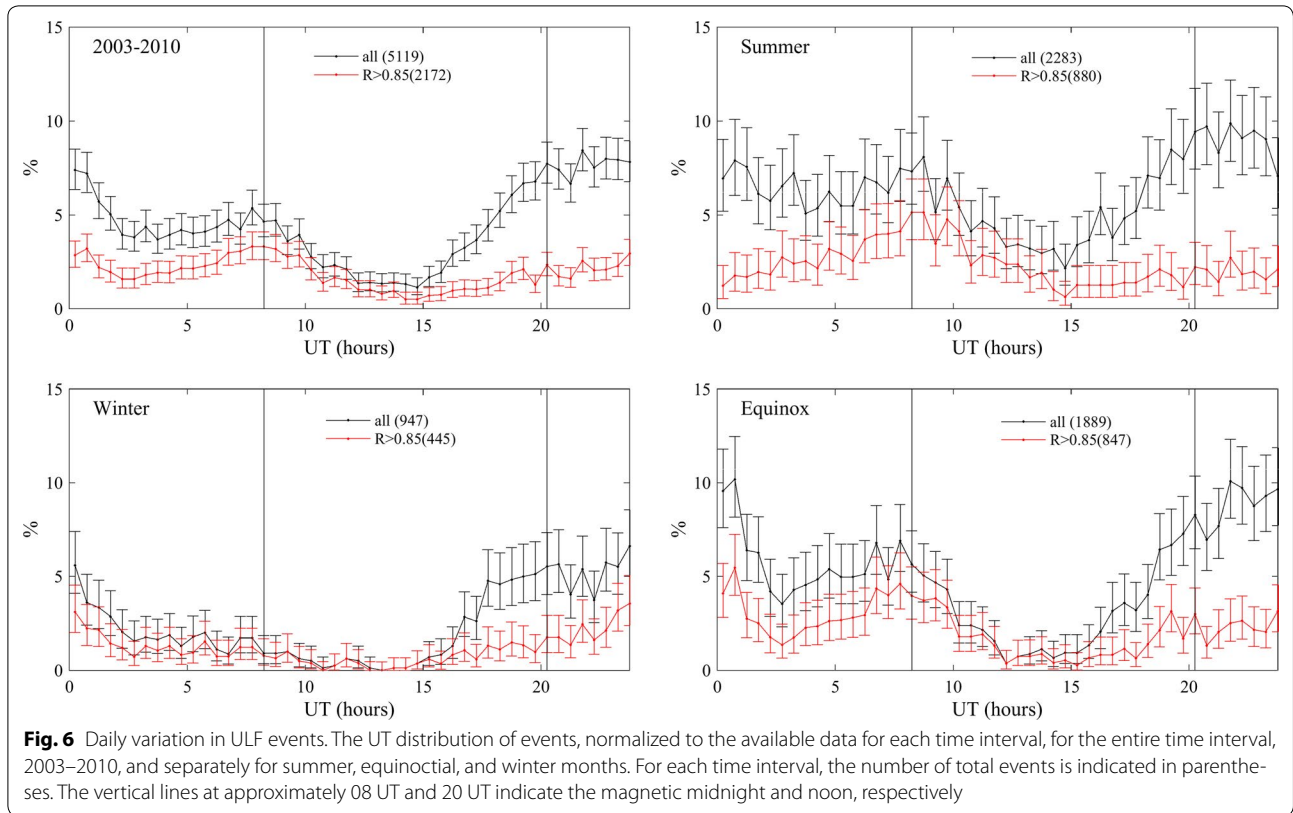 2003-2010
all (5119)
R>0.85(2172)
15
10
5
0
%
0 5 10 15 20
UT (hours)
Summer
all (2283)
R>0.85(880)
15
10
5
0
%
0 5 10 15 20
UT (hours)
Winter
all (947)
R>0.85(445)
15
10
5
0
%
0 5 10 15 20
UT (hours)
Equinox
all (1889)
R>0.85(847)
15
10
5
0
%
0 5 10 15 20
UT (hours)
Fig. 6 Daily variation in ULF events. The UT distribution of events, normalized to the available data for each time interval, for the entire time interval,
2003–2010, and separately for summer, equinoctial, and winter months. For each time interval, the number of total events is indicated in parenthe-
ses. The vertical lines at approximately 08 UT and 20 UT indicate the magnetic midnight and noon, respectively